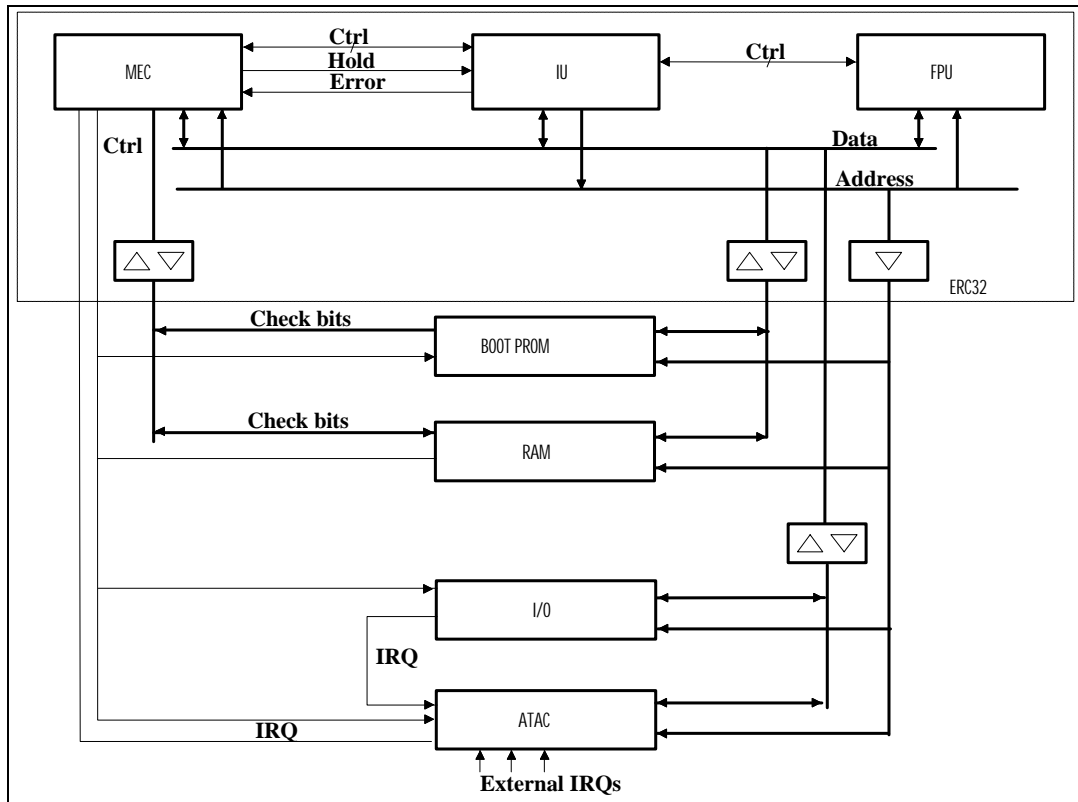 Ctrl
Ctrl
MEC
Hold
IU
FPU
Error
Ctrl
Data
Address
ERC32
Check bits
BOOT PROM
Check bits
RAM
I/O
IRQ
ATAC
IRQ
External IRQs